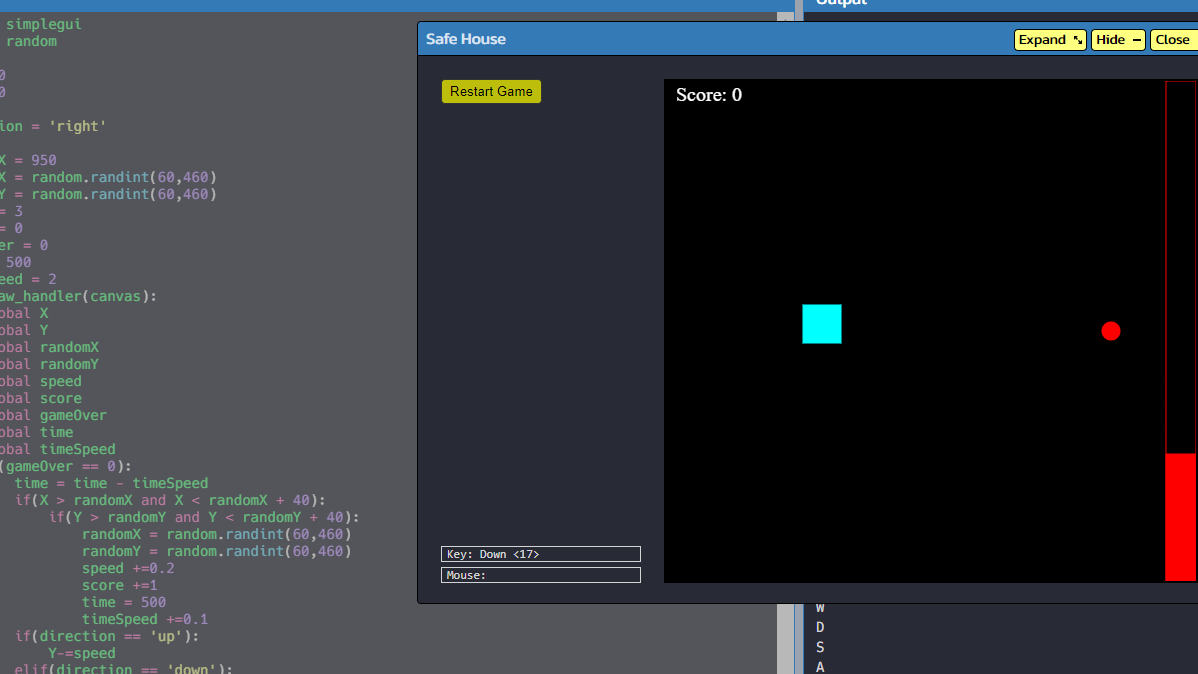 simplegui
random
0
0
ion = 'right'
X = 950
X = random.randint(60,460)
Y = random.randint(60,460)
= 3
= 0
er = 0
500
eed = 2
aw_handler(canvas):
obal X
obal Y
obal randomX
obal randomY
obal speed
obal score
obal gameOver
obal time
obal timeSpeed
(gameOver == 0):
time = time - timeSpeed
if(X > randomX and X < randomX + 40):
if(Y > randomY and Y < randomY + 40):
randomX = random.randint(60,460)
randomY = random.randint(60,460)
speed +=0.2
score +=1
time = 500
timeSpeed +=0.1
if(direction == 'up'):
Y-=speed
elif(direction == 'down'):
Output
Safe House
Expand
Hide
Close
Restart Game
Score: 0
Key: Down <17>
Mouse:
W
D
S
A